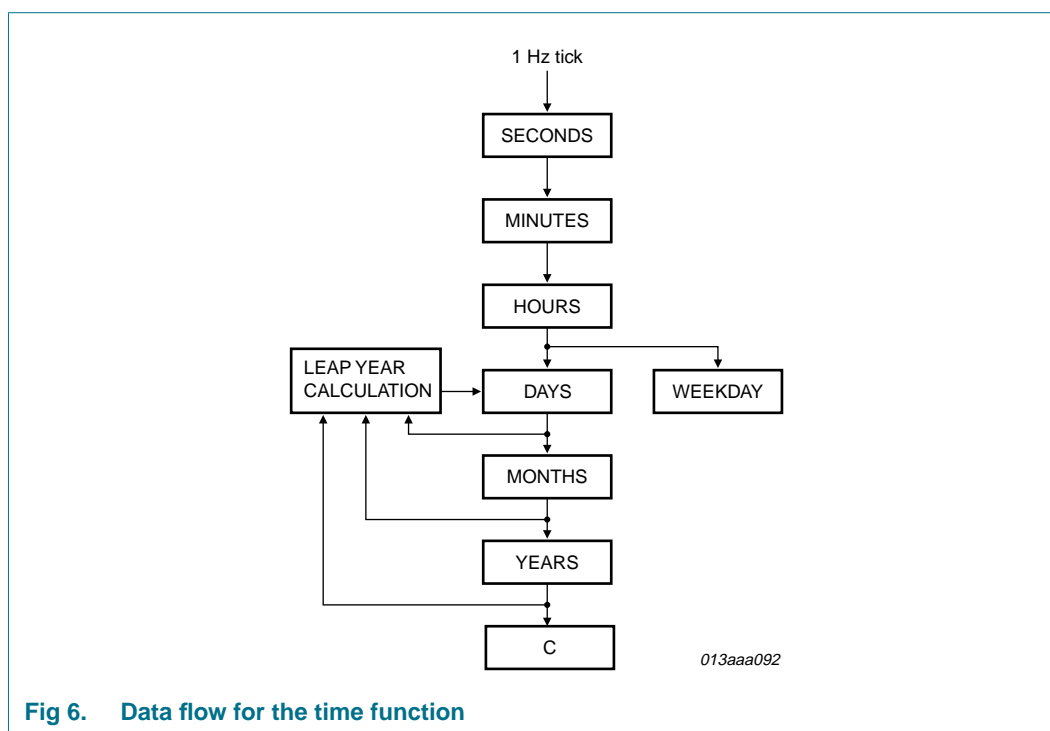 1 Hz tick
SECONDS
MINUTES
HOURS
LEAP YEAR
CALCULATION
DAYS
WEEKDAY
MONTHS
YEARS
C
013aaa092
Fig 6. Data flow for the time function